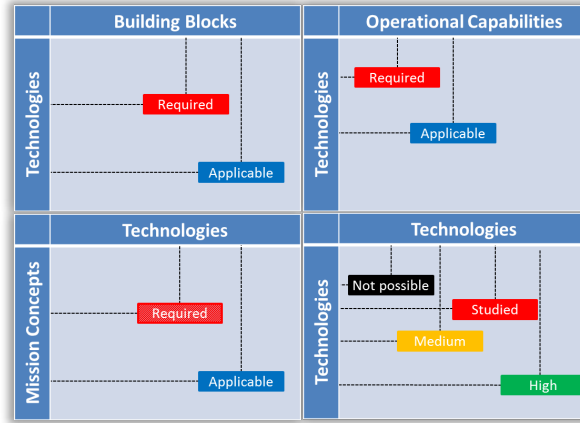 Building Blocks
Technologies
Required
Applicable
Operational Capabilities
Technologies
Required
Applicable
Technologies
Mission Concepts
Required
Applicable
Technologies
Technologies
Not possible
Studied
Medium
High